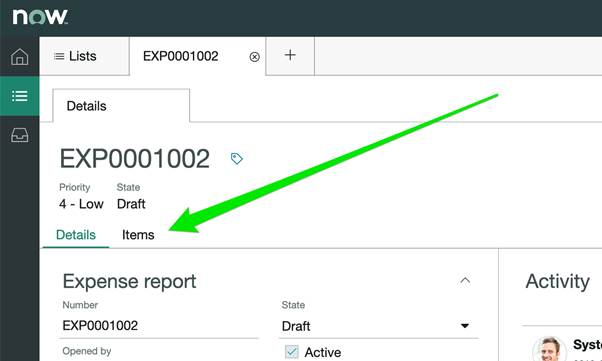 now
Lists
EXP0001002
Details
EXP0001002
Priority State
4 - Low Draft
Details Items
Expense report
Activity
Number State
EXP0001002 Draft
Opened by
Active
Syst